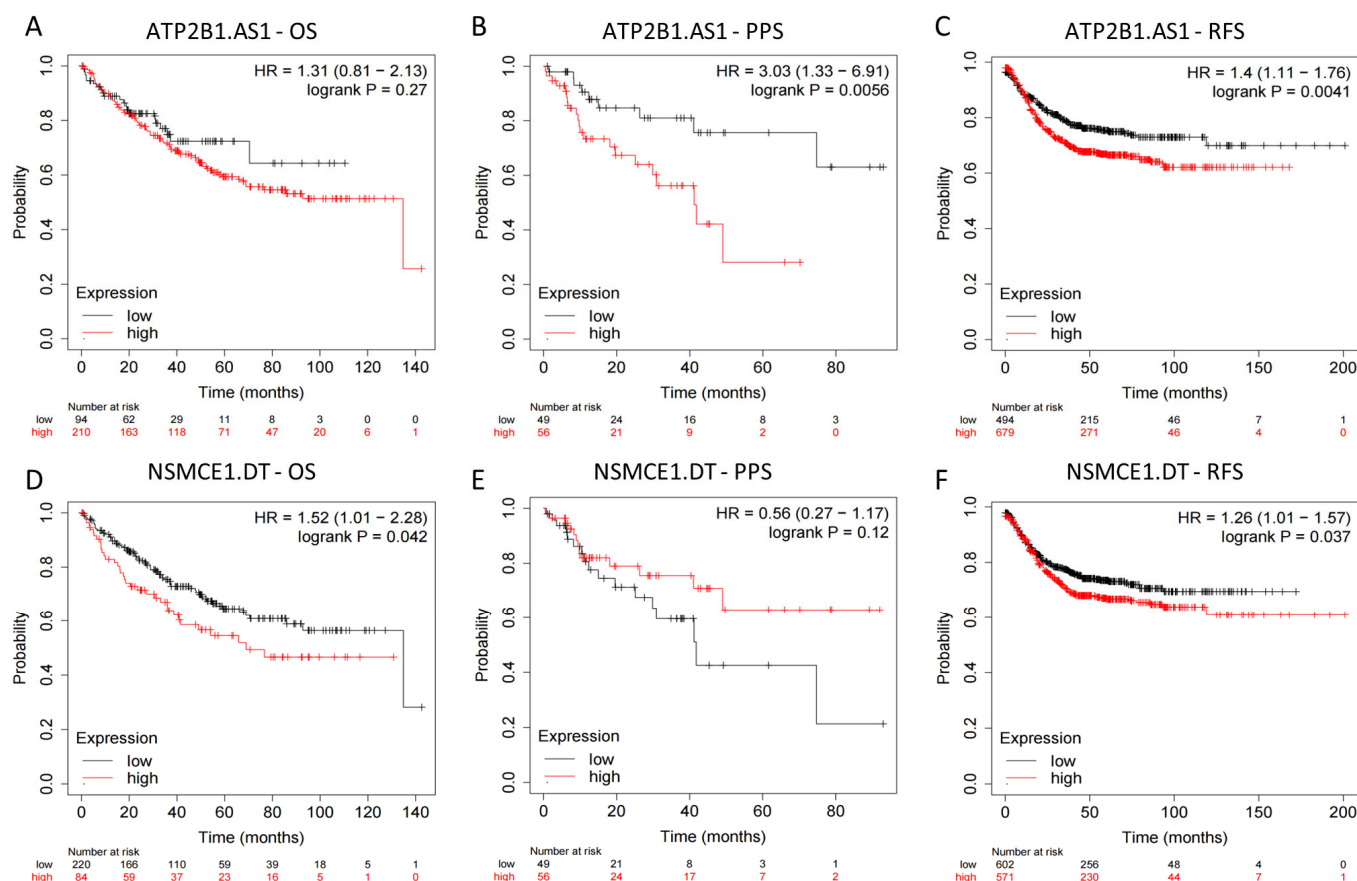 A
ATP2B1.AS1 - OS
HR = 1.31 (0.81 − 2.13)
logrank P = 0.27
Probability
1.0
0.8
0.6
0.4
0.2
0.0
Expression
low
high
0 20 40 60 80 100 120 140
Time (months)
Number at risk
low 94 62 29 11 8 3 0 0
high 210 163 118 71 47 20 6 1
B
ATP2B1.AS1 - PPS
HR = 3.03 (1.33 − 6.91)
logrank P = 0.0056
Probability
1.0
0.8
0.6
0.4
0.2
0.0
Expression
low
high
0 20 40 60 80
Time (months)
Number at risk
low 49 24 16 8 3
high 56 21 9 2 0
C
ATP2B1.AS1 - RFS
HR = 1.4 (1.11 − 1.76)
logrank P = 0.0041
Probability
1.0
0.8
0.6
0.4
0.2
0.0
Expression
low
high
0 50 100 150 200
Time (months)
Number at risk
low 494 215 46 7 1
high 679 271 46 4 0
D
NSMCE1.DT - OS
HR = 1.52 (1.01 − 2.28)
logrank P = 0.042
Probability
1.0
0.8
0.6
0.4
0.2
0.0
Expression
low
high
0 20 40 60 80 100 120 140
Time (months)
Number at risk
low 220 166 110 59 39 18 5 1
high 84 59 37 23 16 5 1 0
E
NSMCE1.DT - PPS
HR = 0.56 (0.27 − 1.17)
logrank P = 0.12
Probability
1.0
0.8
0.6
0.4
0.2
0.0
Expression
low
high
0 20 40 60 80
Time (months)
Number at risk
low 49 21 8 3 1
high 56 24 17 7 2
F
NSMCE1.DT - RFS
HR = 1.26 (1.01 − 1.57)
logrank P = 0.037
Probability
1.0
0.8
0.6
0.4
0.2
0.0
Expression
low
high
0 50 100 150 200
Time (months)
Number at risk
low 602 256 48 4 0
high 571 230 44 7 1